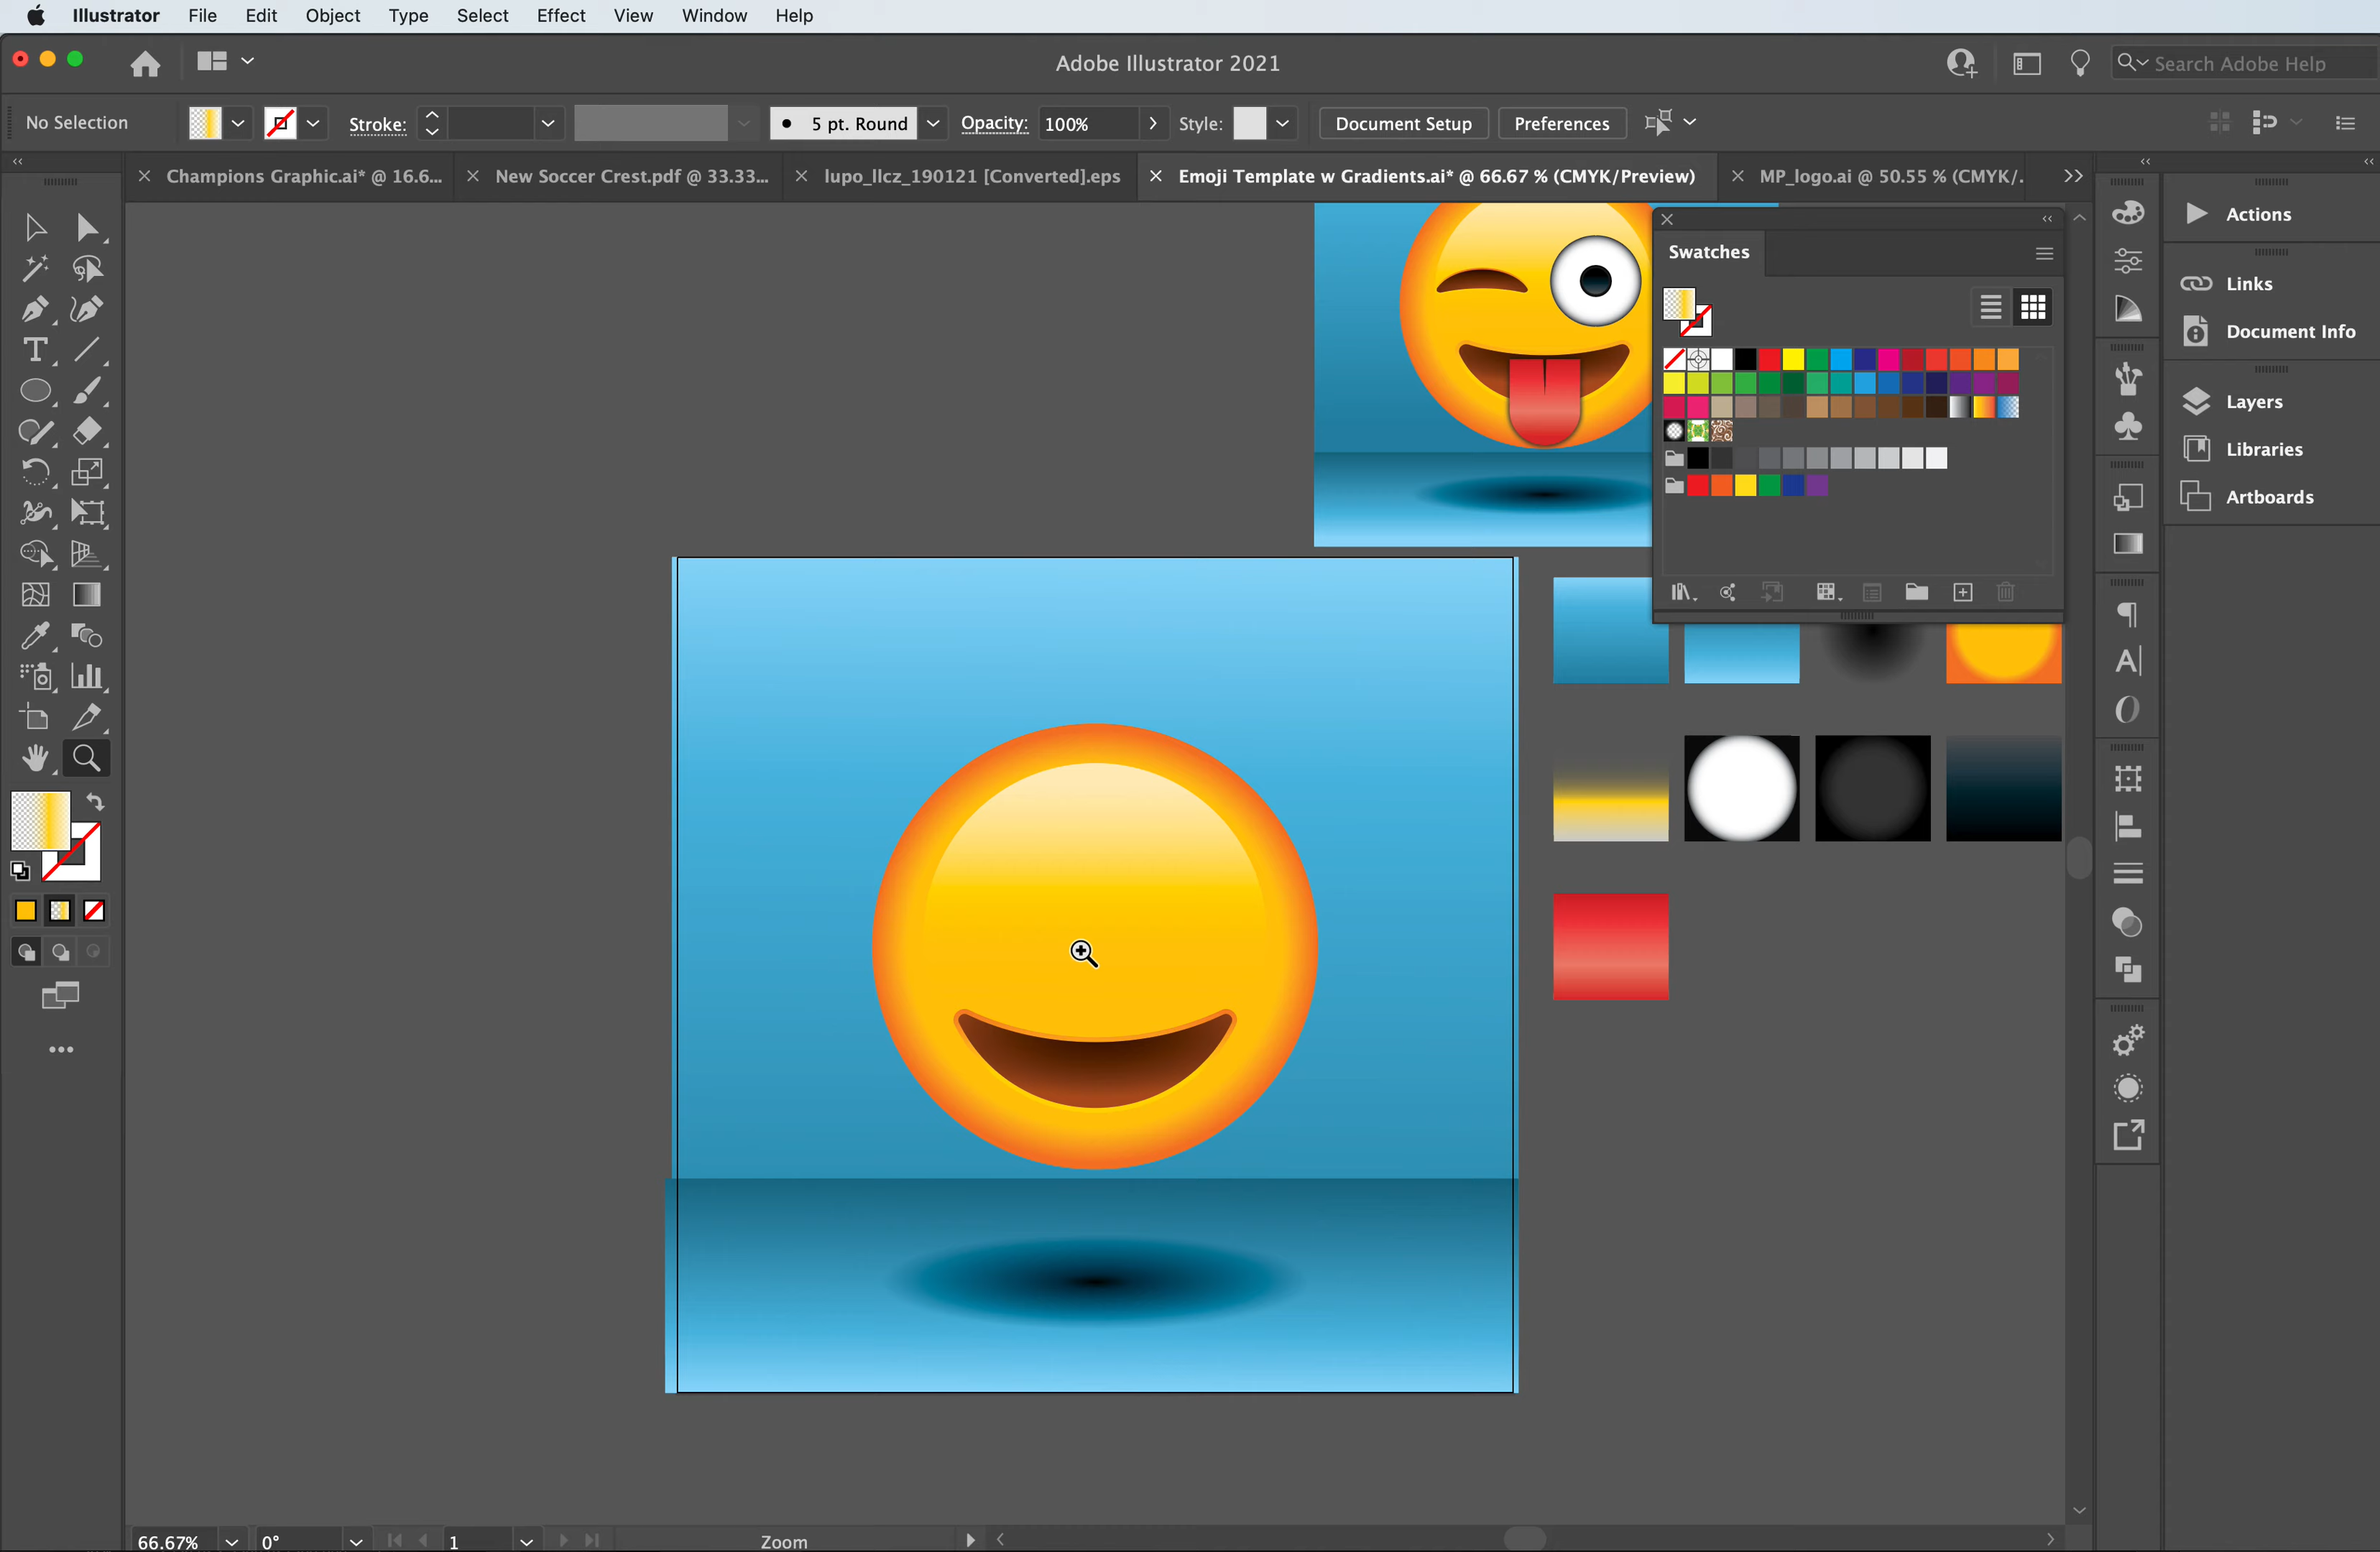 Illustrator File Edit Object Type Select Effect View Window Help
Adobe Illustrator 2021
Search Adobe Help
No Selection
Stroke:
5 pt. Round
Opacity: 100%
Style:
Document Setup
Preferences
Champions Graphic.ai* @ 16.6...
New Soccer Crest.pdf @ 33.33...
lupo_llcz_190121 [Converted].eps
Emoji Template w Gradients.ai* @ 66.67 % (CMYK/Preview)
MP_logo.ai @ 50.55 % (CMYK/.
Swatches
Actions
Links
Document Info
Layers
Libraries
Artboards
66.67%
0°
1
Zoom